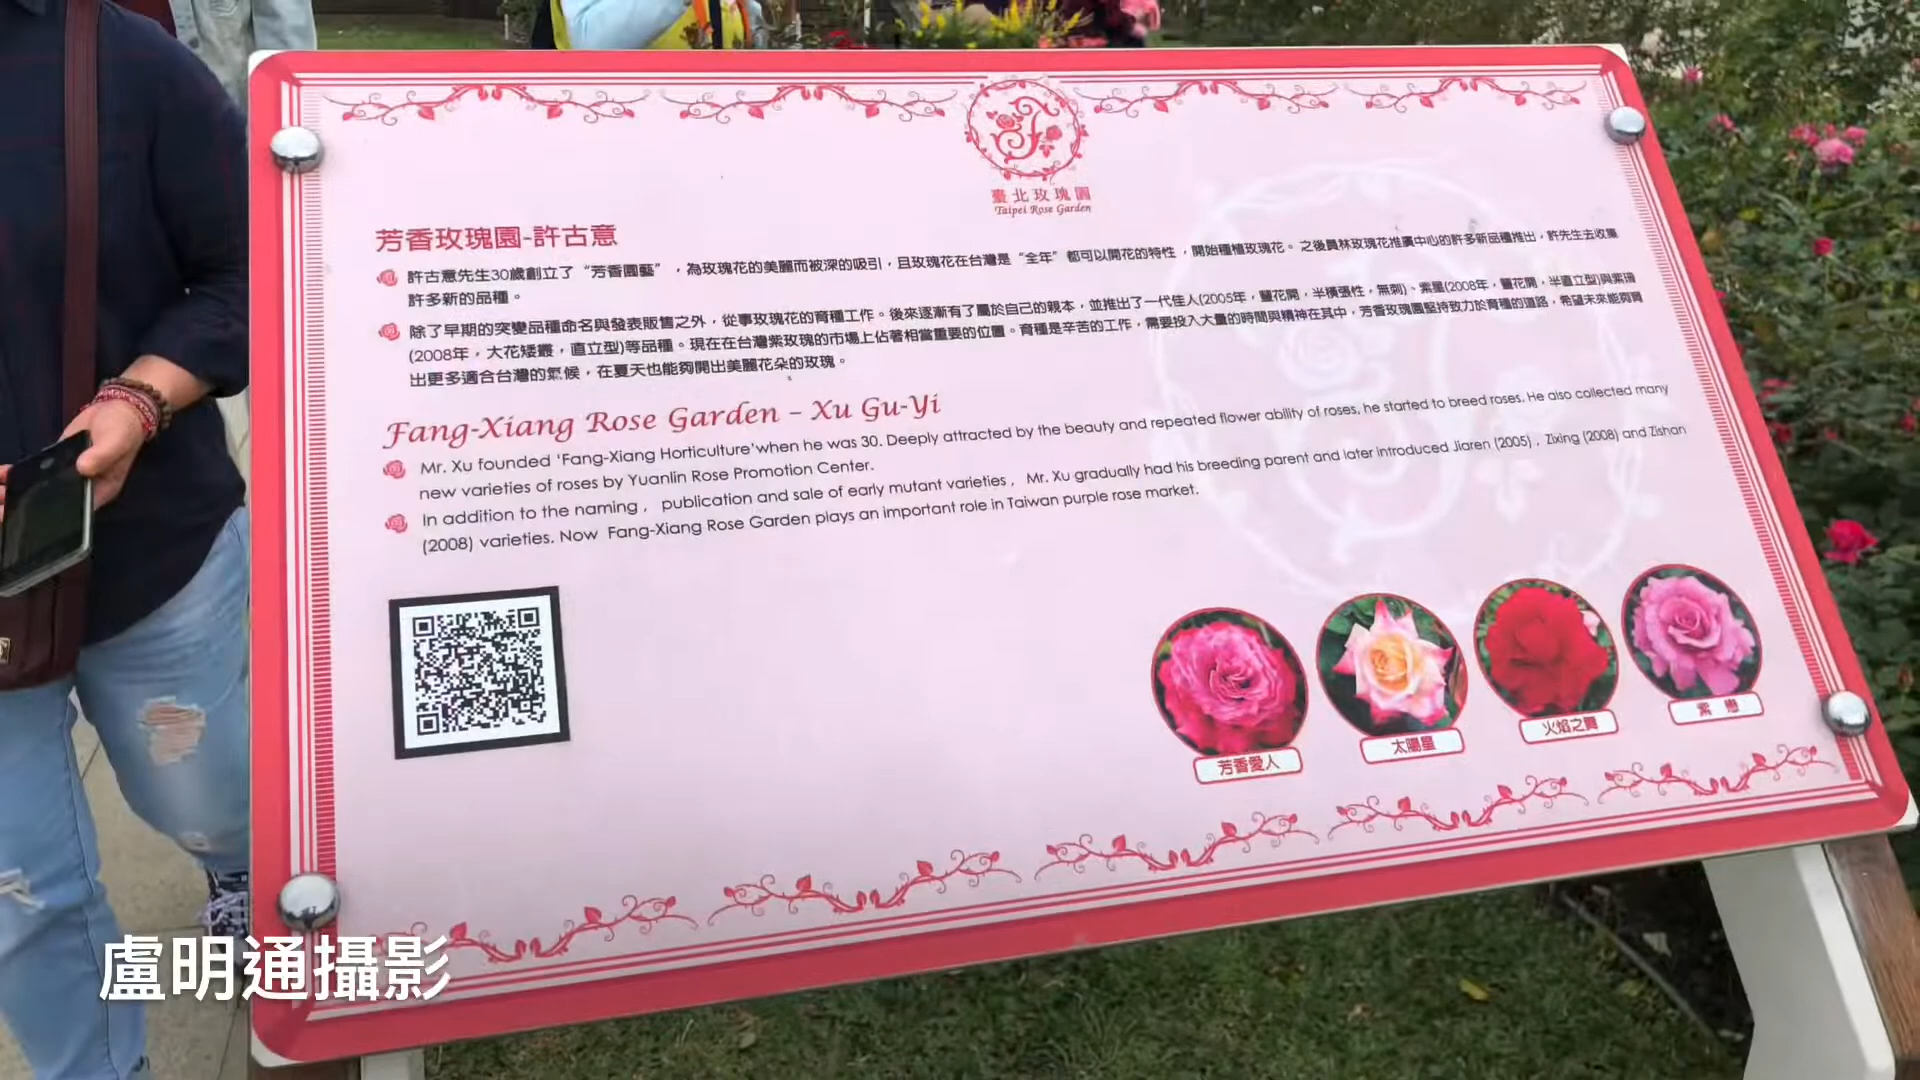 臺北玫瑰園
Taipei Rose Garden
芳香玫瑰園-許古意
許古意先生30歲創立了“芳香園藝”，為玫瑰花的美麗而被深的吸引，且玫瑰花在台灣是“全年”都可以開花的特性，開始種植玫瑰花。之後員林玫瑰花推廣中心的許多新品種推出，許先生去收集
許多新的品種。
除了早期的突變品種命名與發表販售之外，從事玫瑰花的育種工作。後來逐漸有了屬於自己的親本，並推出了一代佳人(2005年，豐花開，半橫張性，無刺)、紫星(2008年，豐花開，半直立型)與紫珊
(2008年，大花矮叢，直立型)等品種。現在在台灣紫玫瑰的市場上佔著相當重要的位置。育種是辛苦的工作，需要投入大量的時間與精神在其中，芳香玫瑰園堅持致力於育種的道路，希望未來能夠育
出更多適合台灣的氣候，在夏天也能夠開出美麗花朵的玫瑰。
Fang-Xiang Rose Garden – Xu Gu-Yi
Mr. Xu founded ‘Fang-Xiang Horticulture’when he was 30. Deeply attracted by the beauty and repeated flower ability of roses, he started to breed roses. He also collected many
new varieties of roses by Yuanlin Rose Promotion Center.
In addition to the naming， publication and sale of early mutant varieties， Mr. Xu gradually had his breeding parent and later introduced Jiaren (2005)，Zixing (2008) and Zishan
(2008) varieties. Now Fang-Xiang Rose Garden plays an important role in Taiwan purple rose market.
芳香愛人
太陽星
火焰之舞
紫戀
盧明通攝影